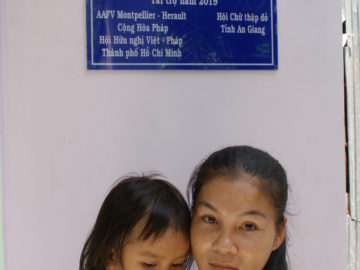 Tài trợ năm 2019
AAFV Montpellier - Herault
Cộng Hòa Pháp
Hội Hữu nghị Việt - Pháp
Thành phố Hồ Chí Minh
Hội Chữ thập đỏ
Tỉnh An Giang